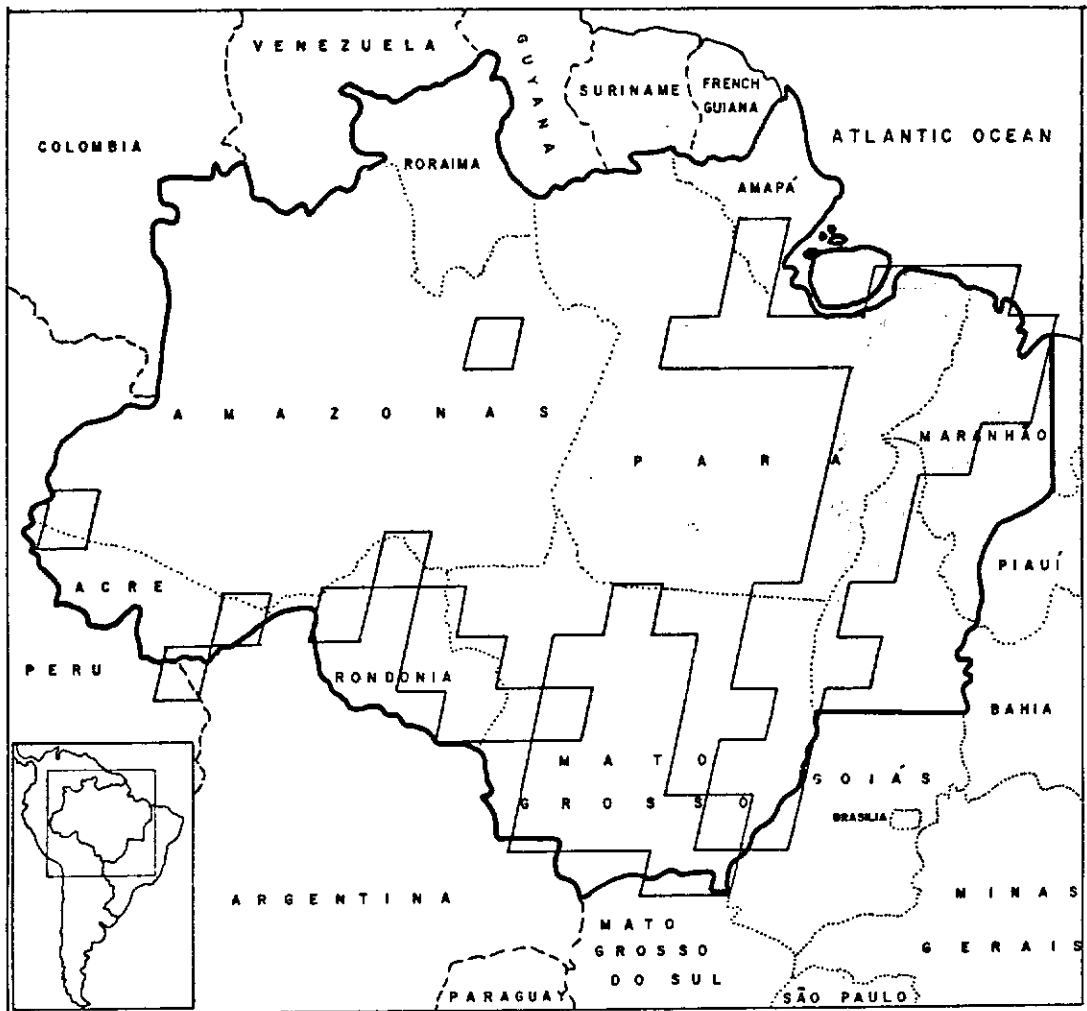 VENEZUELA
GUYANA
SURINAME
FRENCH
GUIANA
COLOMBIA
RORAIMA
ATLANTIC OCEAN
AMAPÁ
AMAZONAS
MARANHÃO
PARÁ
PIAUÍ
ACRE
PERU
RONDONIA
BAHIA
MATO
GROSSO
GOIÁS
BRASILIA
ARGENTINA
MINAS
GERAIS
MATO
GROSSO
DO SUL
PARAGUAY
SÃO PAULO